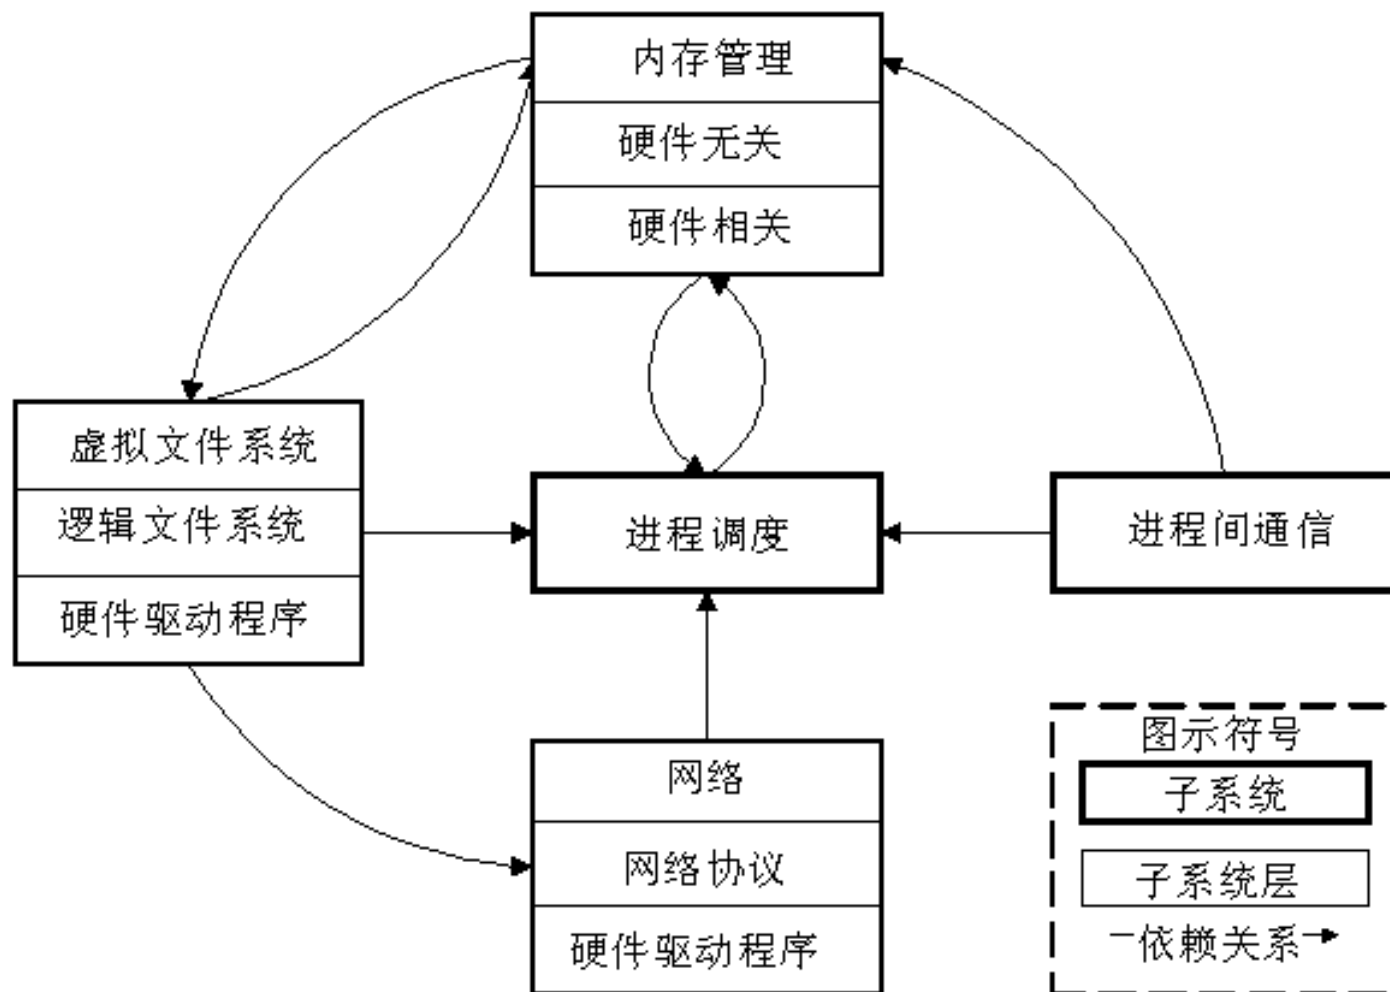 内存管理
硬件无关
硬件相关
虚拟文件系统
逻辑文件系统
硬件驱动程序
进程调度
进程间通信
网络
网络协议
硬件驱动程序
图示符号
子系统
子系统层
依赖关系